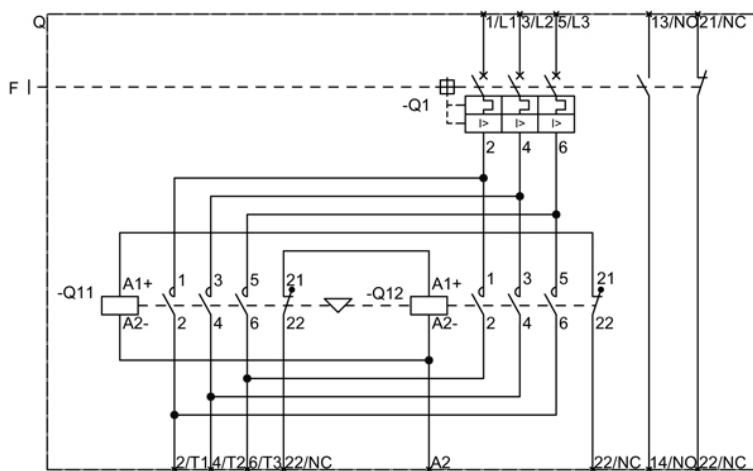 Q 1/L1 3/L2 5/L3 13/NO 21/NC
F
-Q1
I> I> I>
2 4 6
A1+ 1 3 5 21 A1+ 1 3 5 21
-Q11 -Q12
A2- 2 4 6 22 A2- 2 4 6 22
2/T1 4/T2 6/T3 22/NC A2 22/NC 14/NO 22/NC